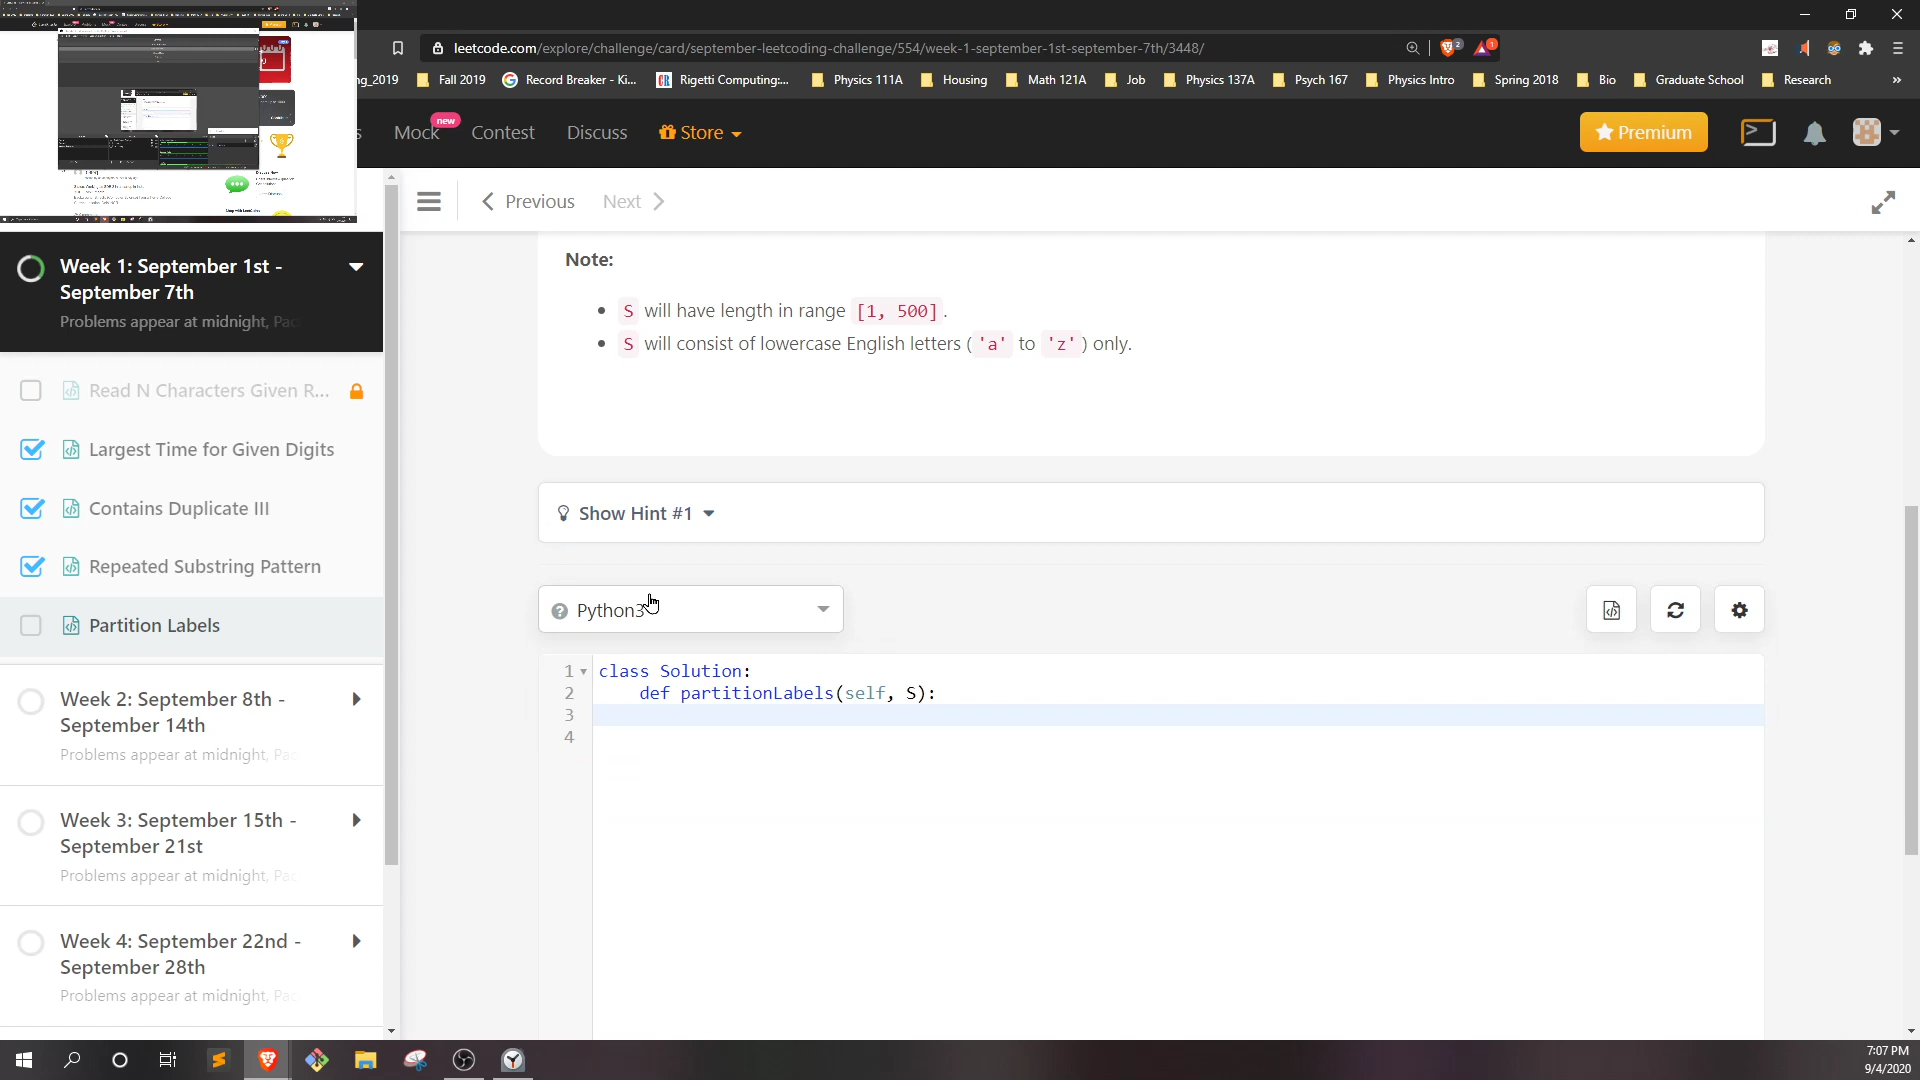 leetcode.com/explore/challenge/card/september-leetcoding-challenge/554/week-1-september-1st-september-7th/3448/
2
1
g_2019
Fall 2019
Record Breaker - Ki...
Rigetti Computing:...
Physics 111A
Housing
Math 121A
Job
Physics 137A
Psych 167
Physics Intro
Spring 2018
Bio
Graduate School
Research
»
s
Mock
new
Contest
Discuss
Store
Premium
Previous
Next
Week 1: September 1st -
September 7th
Problems appear at midnight, Pac
Read N Characters Given R...
Largest Time for Given Digits
Contains Duplicate III
Repeated Substring Pattern
Partition Labels
Week 2: September 8th -
September 14th
Problems appear at midnight, Pac
Week 3: September 15th -
September 21st
Problems appear at midnight, Pac
Week 4: September 22nd -
September 28th
Problems appear at midnight, Pac
Note:
S will have length in range [1, 500].
S will consist of lowercase English letters ('a' to 'z') only.
Show Hint #1
Python3
1 class Solution:
2 def partitionLabels(self, S):
3
4
7:07 PM
9/4/2020